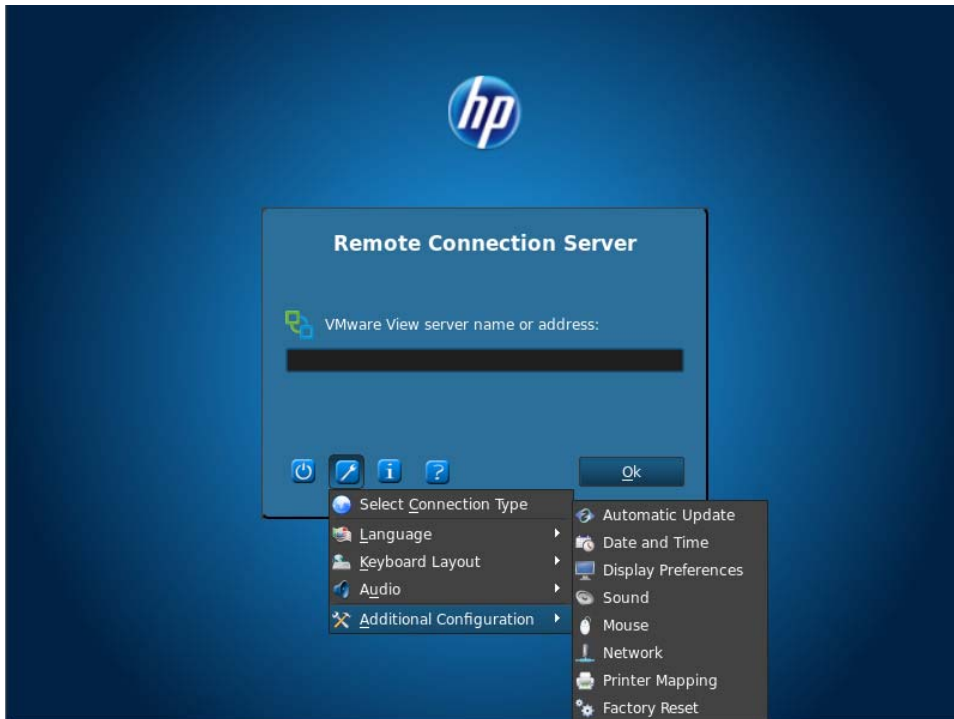 hp
Remote Connection Server
VMware View server name or address:
i
?
Ok
Select Connection Type
Language
Keyboard Layout
Audio
Additional Configuration
Automatic Update
Date and Time
Display Preferences
Sound
Mouse
Network
Printer Mapping
Factory Reset